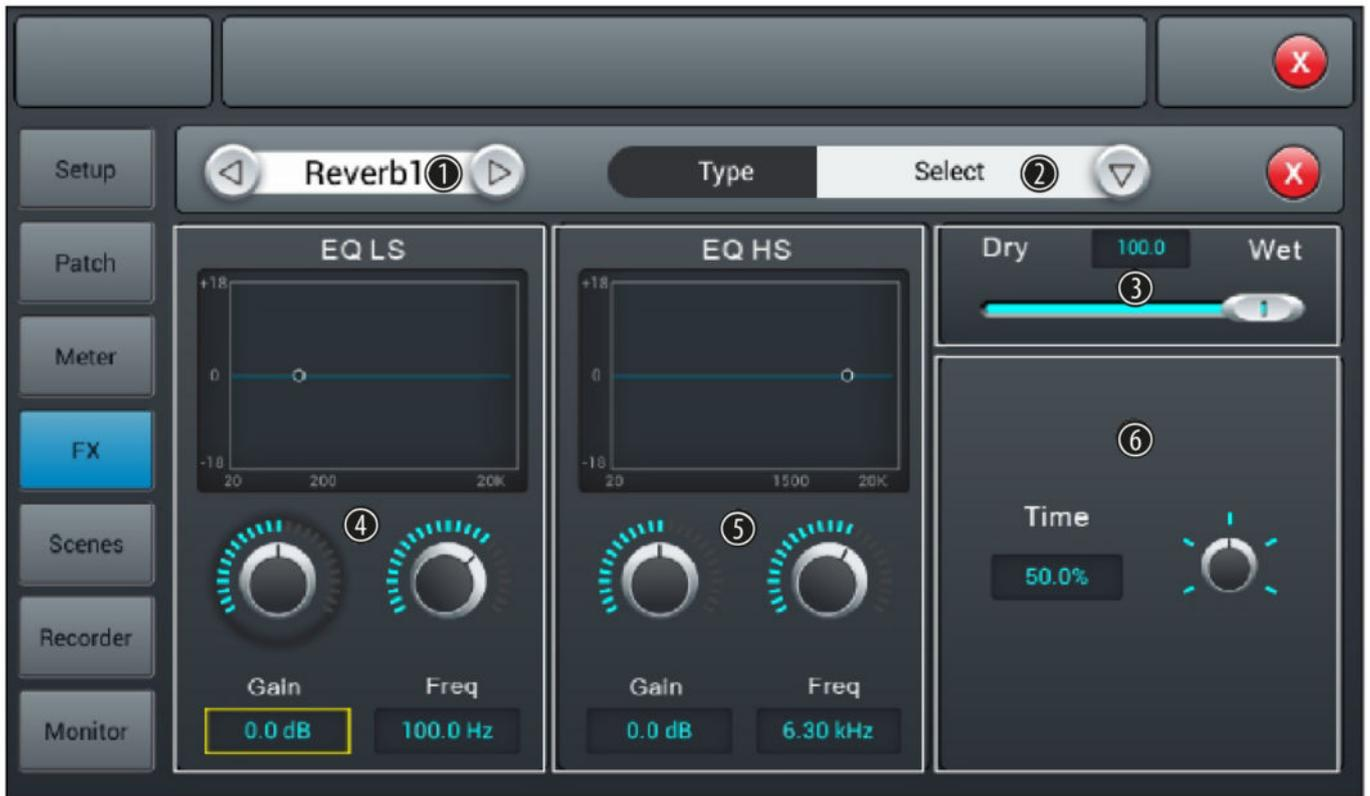 X
Setup
Reverb1 ①
Type
Select ②
X
Patch
EQ LS
EQ HS
Dry 100.0 Wet
③
+18
0
-18
20 200 20K
+18
0
-18
20 1500 20K
Meter
FX
④
⑤
⑥
Scenes
Time
50.0%
Recorder
Gain Freq
Gain Freq
Monitor
0.0 dB 100.0 Hz
0.0 dB 6.30 kHz